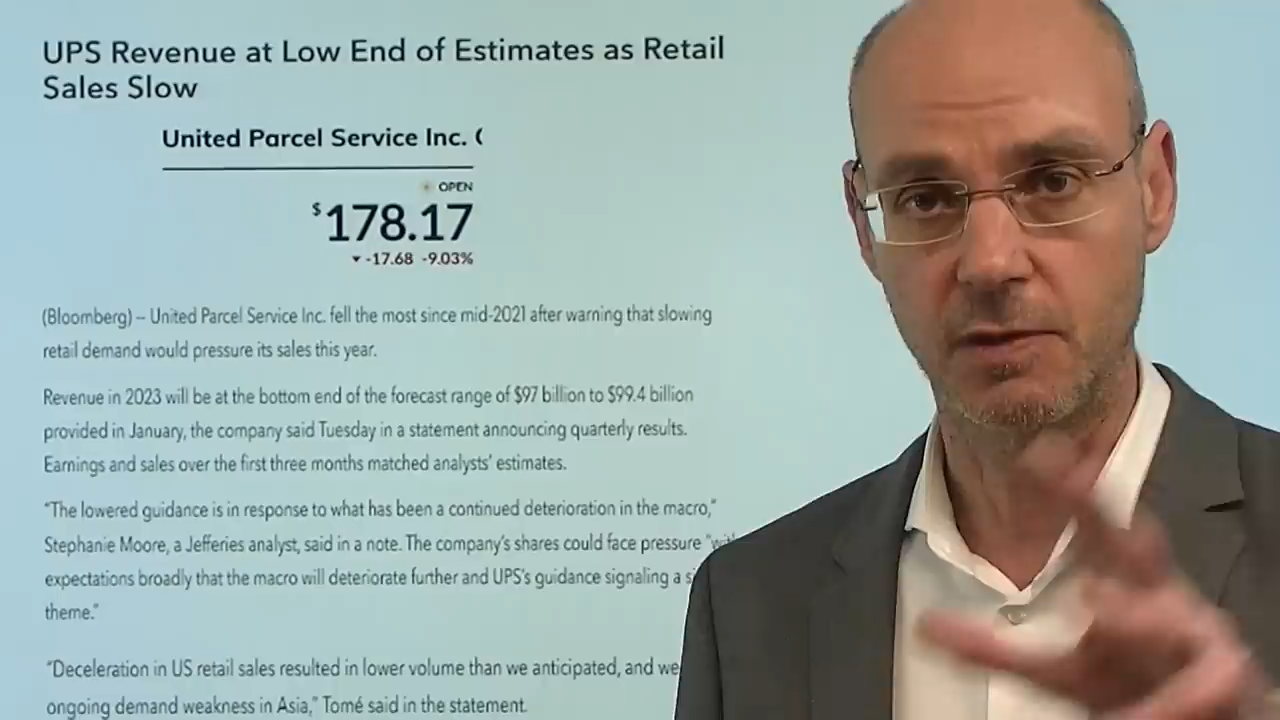 UPS Revenue at Low End of Estimates as Retail
Sales Slow
United Parcel Service Inc. (
OPEN
$178.17
▼ -17.68 -9.03%
(Bloomberg) – United Parcel Service Inc. fell the most since mid-2021 after warning that slowing
retail demand would pressure its sales this year.
Revenue in 2023 will be at the bottom end of the forecast range of $97 billion to $99.4 billion
provided in January, the company said Tuesday in a statement announcing quarterly results.
Earnings and sales over the first three months matched analysts’ estimates.
“The lowered guidance is in response to what has been a continued deterioration in the macro,”
Stephanie Moore, a Jefferies analyst, said in a note. The company’s shares could face pressure
expectations broadly that the macro will deteriorate further and UPS’s guidance signaling a
theme.”
“Deceleration in US retail sales resulted in lower volume than we anticipated, and we
ongoing demand weakness in Asia,” Tomé said in the statement.